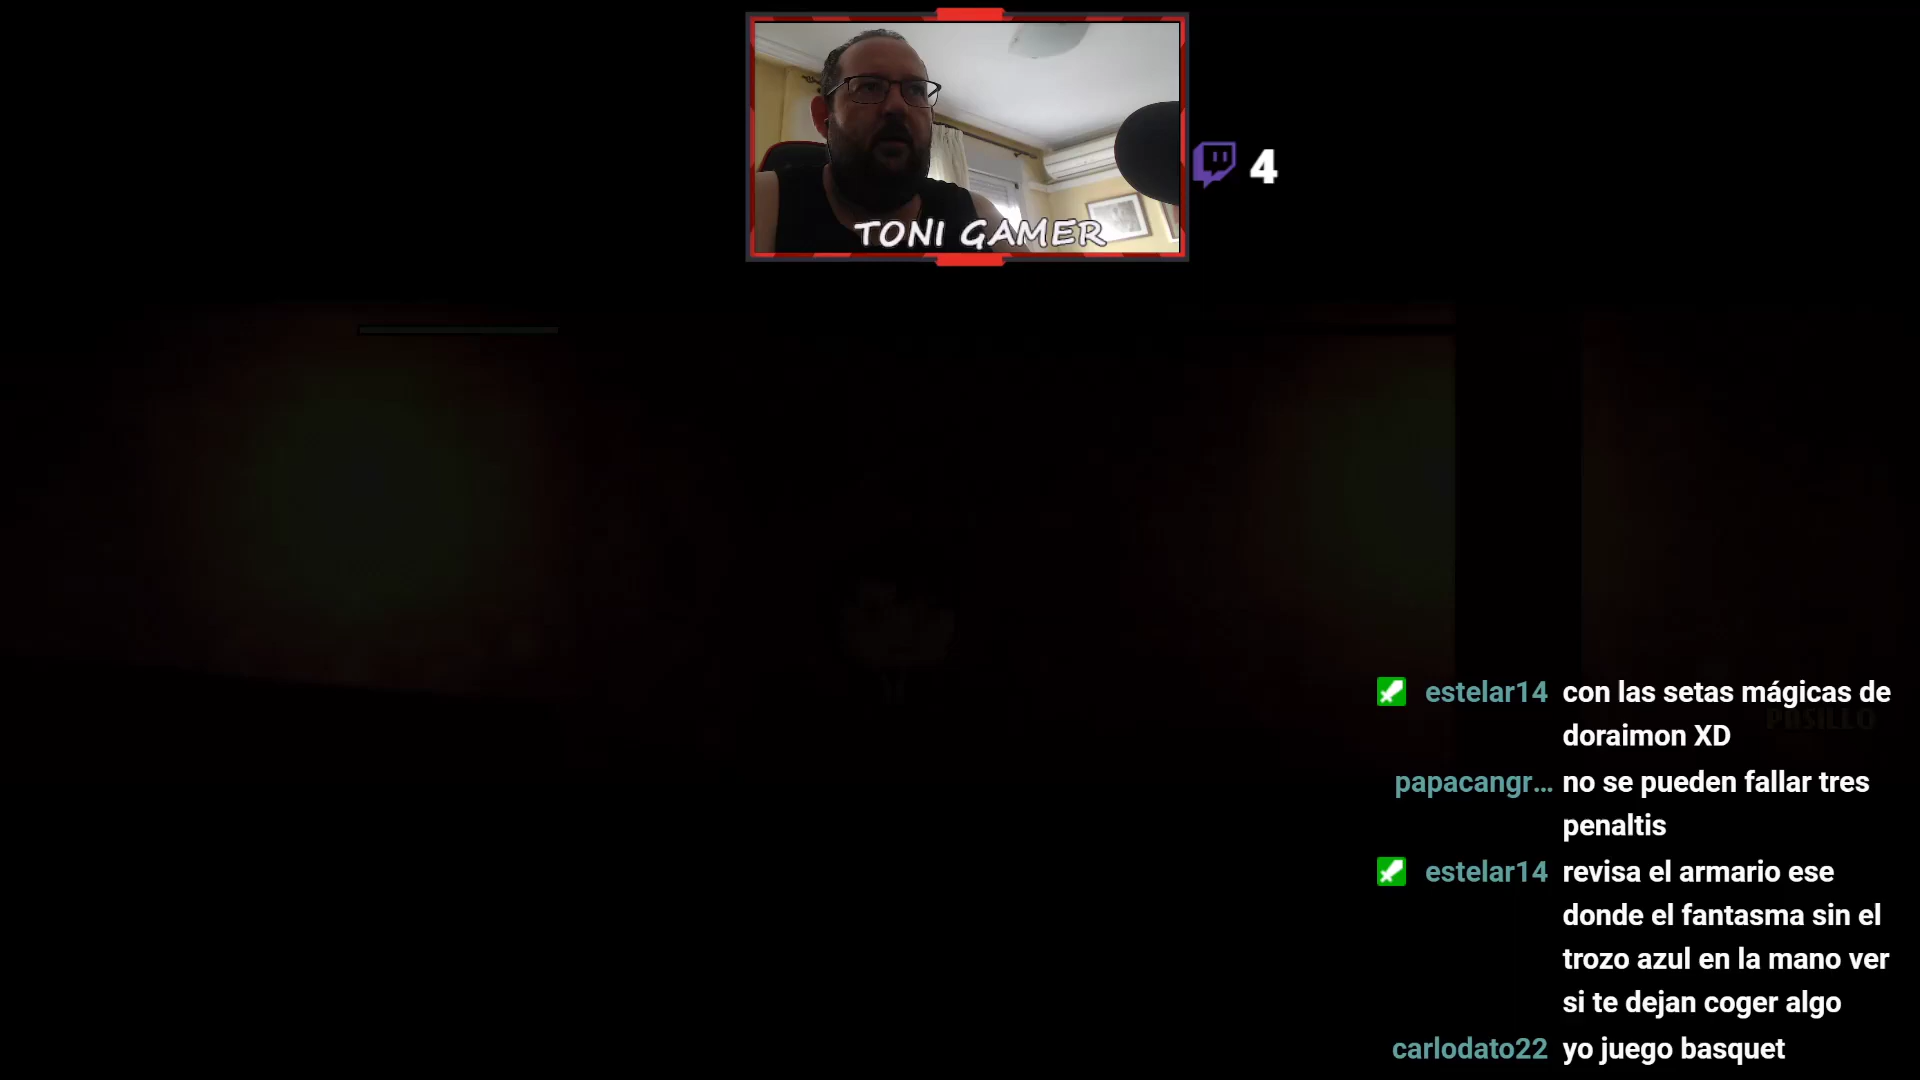 TONI GAMER
4
estelar14 con las setas mágicas de
doraimon XD
PASILLO
papacangr… no se pueden fallar tres
penaltis
estelar14 revisa el armario ese
donde el fantasma sin el
trozo azul en la mano ver
si te dejan coger algo
carlodato22 yo juego basquet